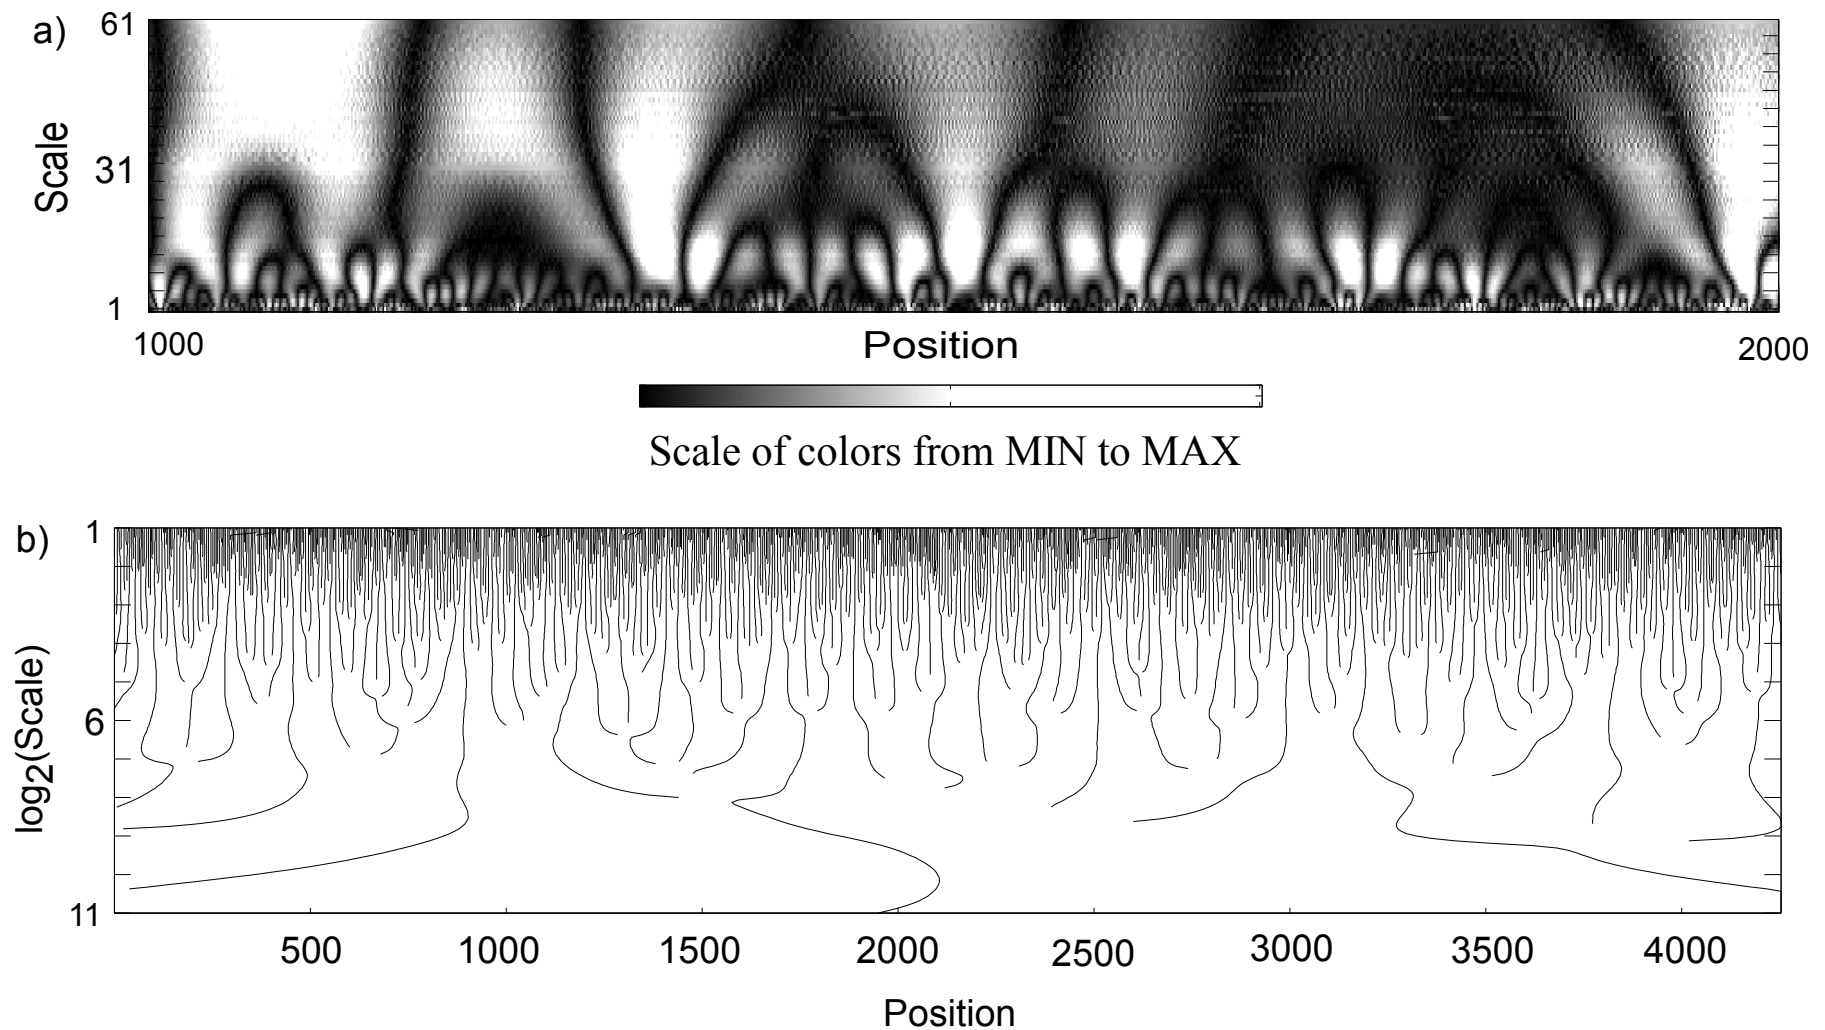 a)
61
Scale
31
1
1000
Position
2000
Scale of colors from MIN to MAX
b)
1
log2(Scale)
6
11
500 1000 1500 2000 2500 3000 3500 4000
Position